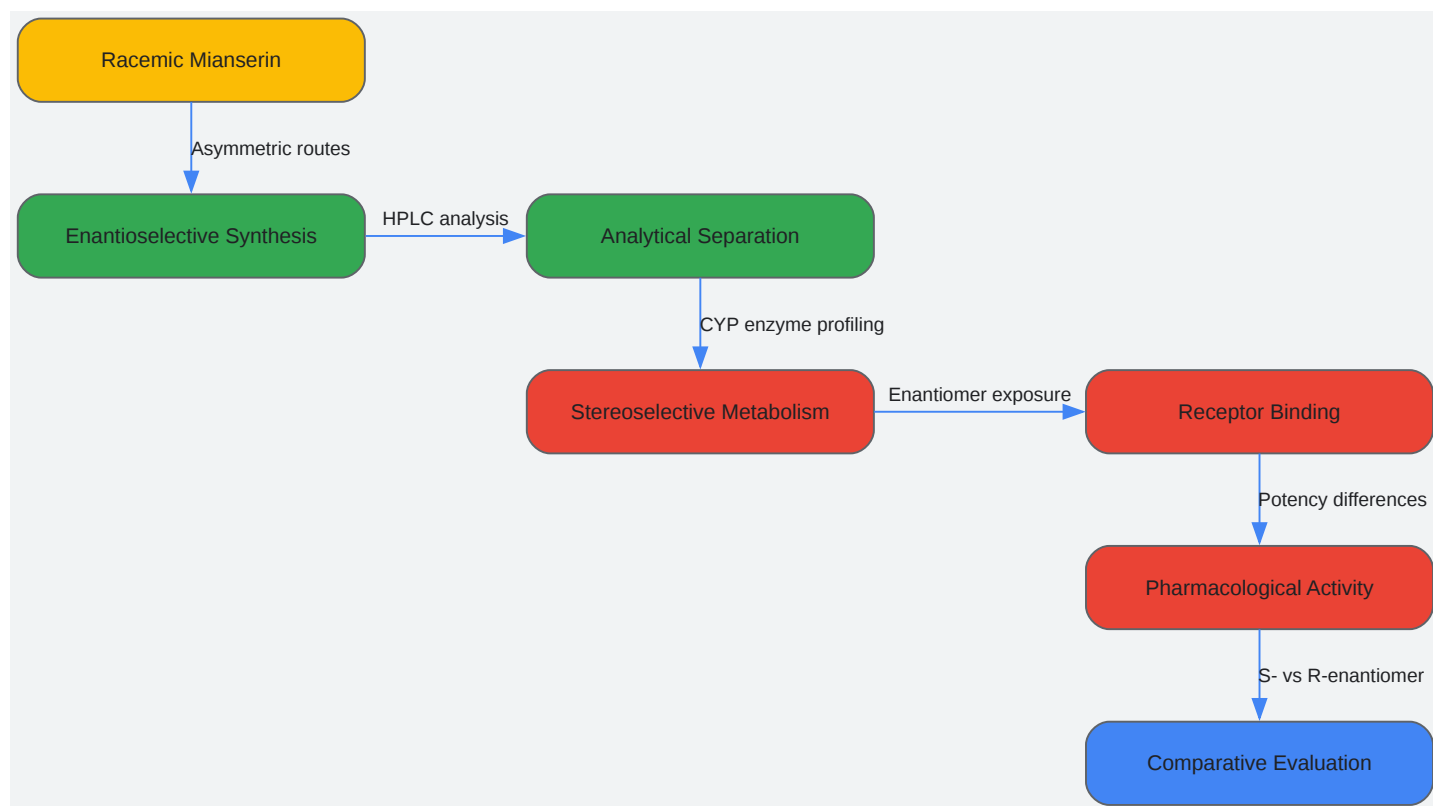 Racemic Mianserin
Asymmetric routes
Enantioselective Synthesis
HPLC analysis
Analytical Separation
CYP enzyme profiling
Stereoselective Metabolism
Enantiomer exposure
Receptor Binding
Potency differences
Pharmacological Activity
S- vs R-enantiomer
Comparative Evaluation